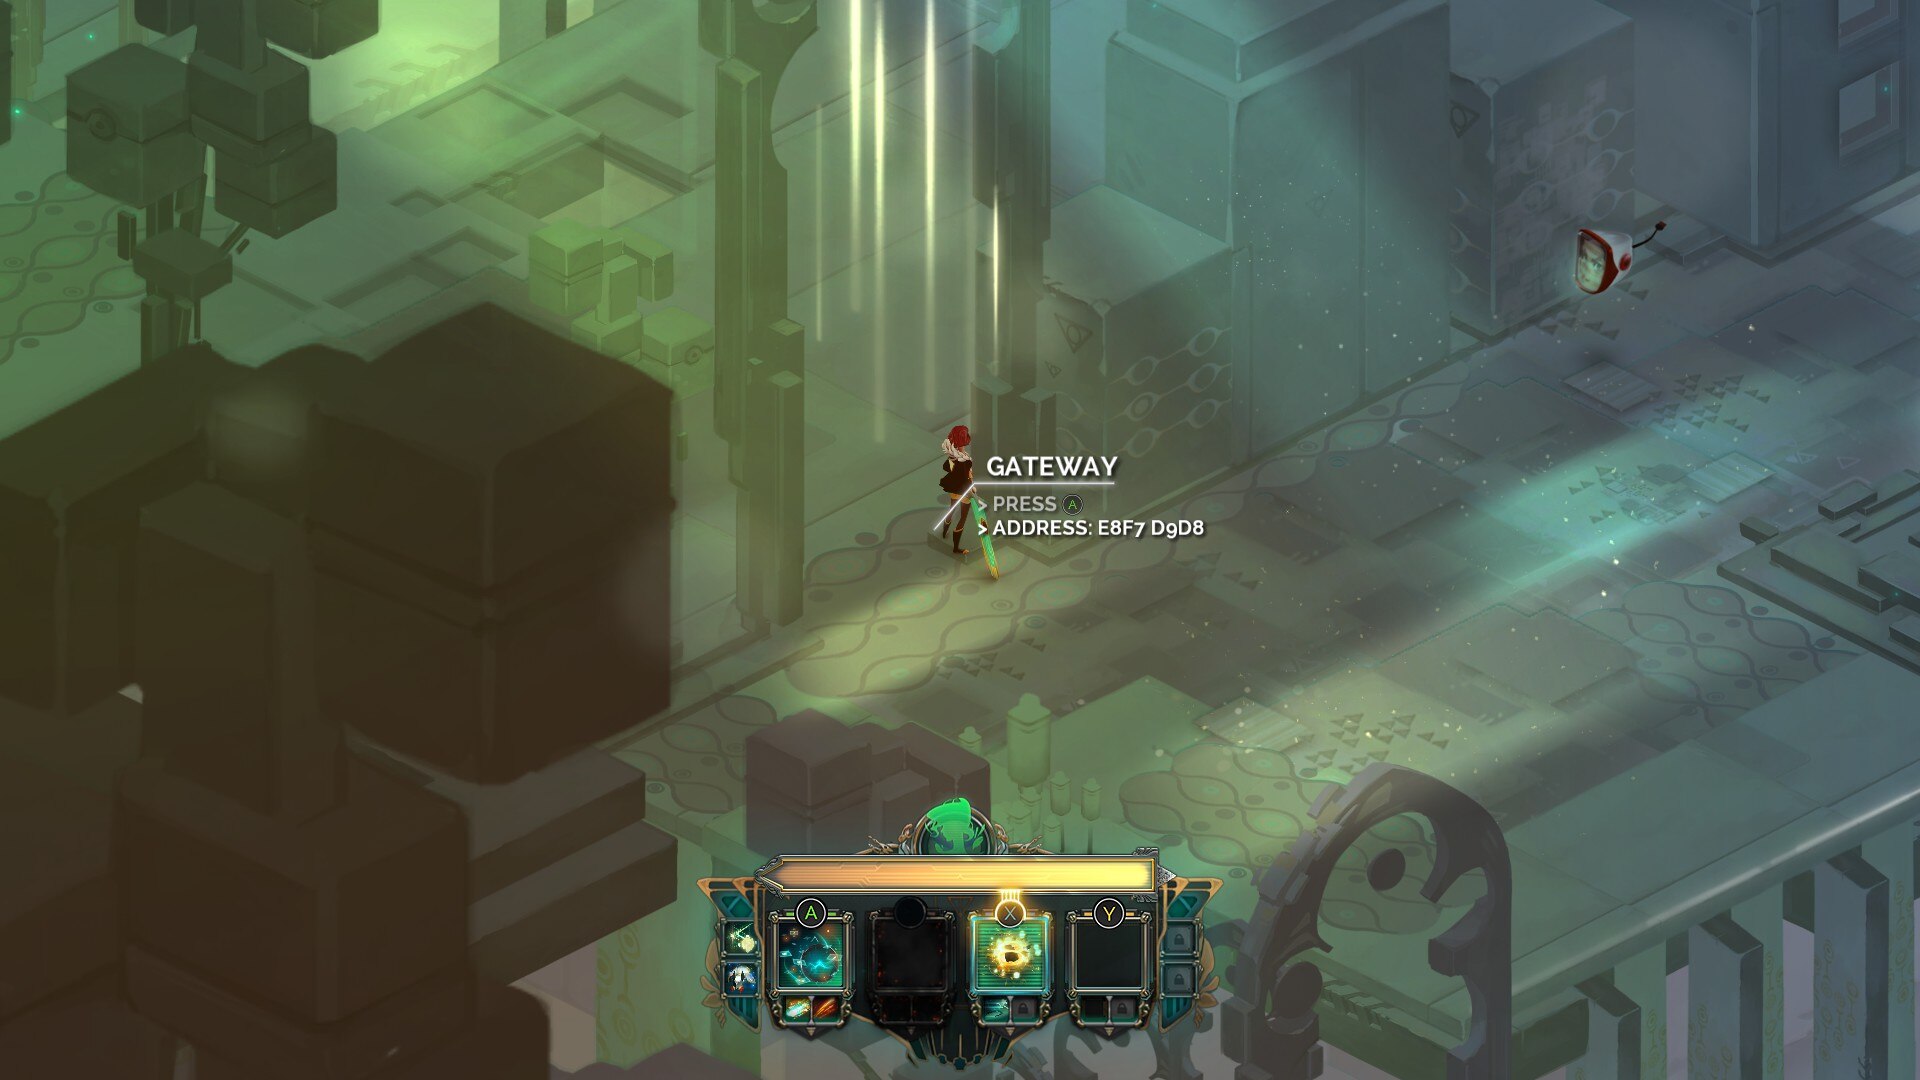 GATEWAY
> PRESS A
> ADDRESS: E8F7 D9D8
A
X
Y